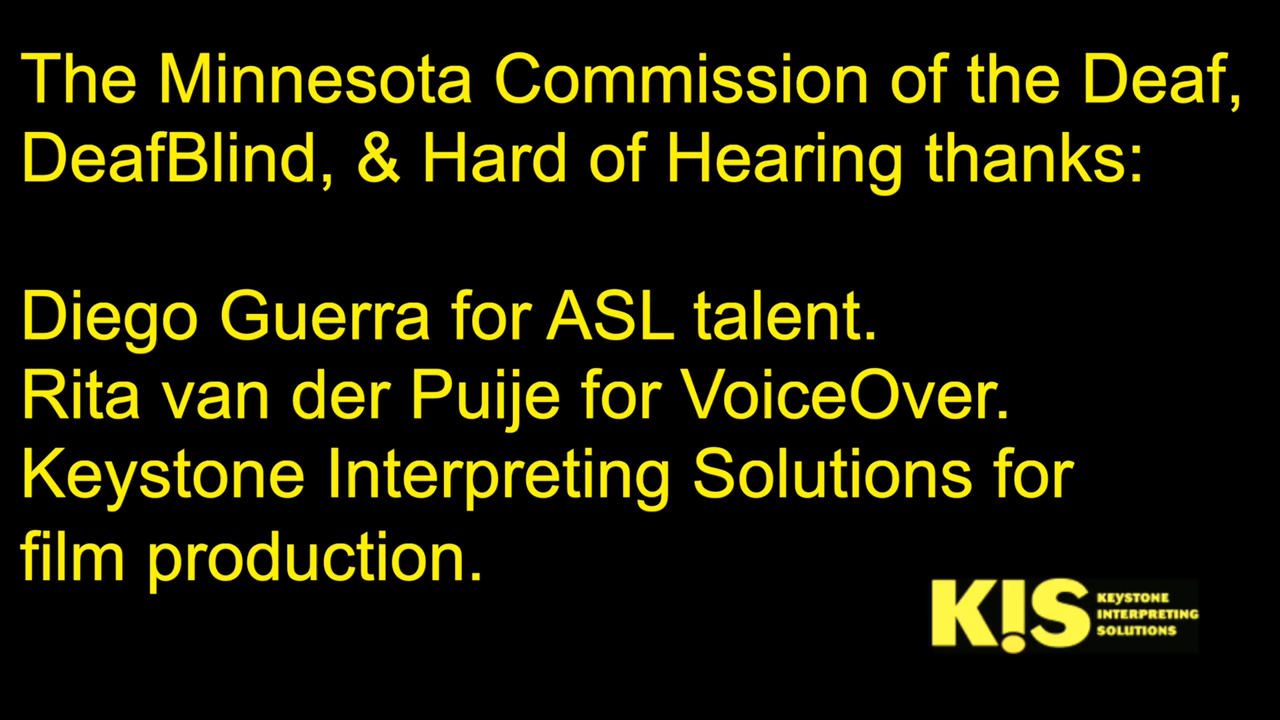 The Minnesota Commission of the Deaf,
DeafBlind, & Hard of Hearing thanks:
Diego Guerra for ASL talent.
Rita van der Puije for VoiceOver.
Keystone Interpreting Solutions for
film production.
K!S
KEYSTONE
INTERPRETING
SOLUTIONS